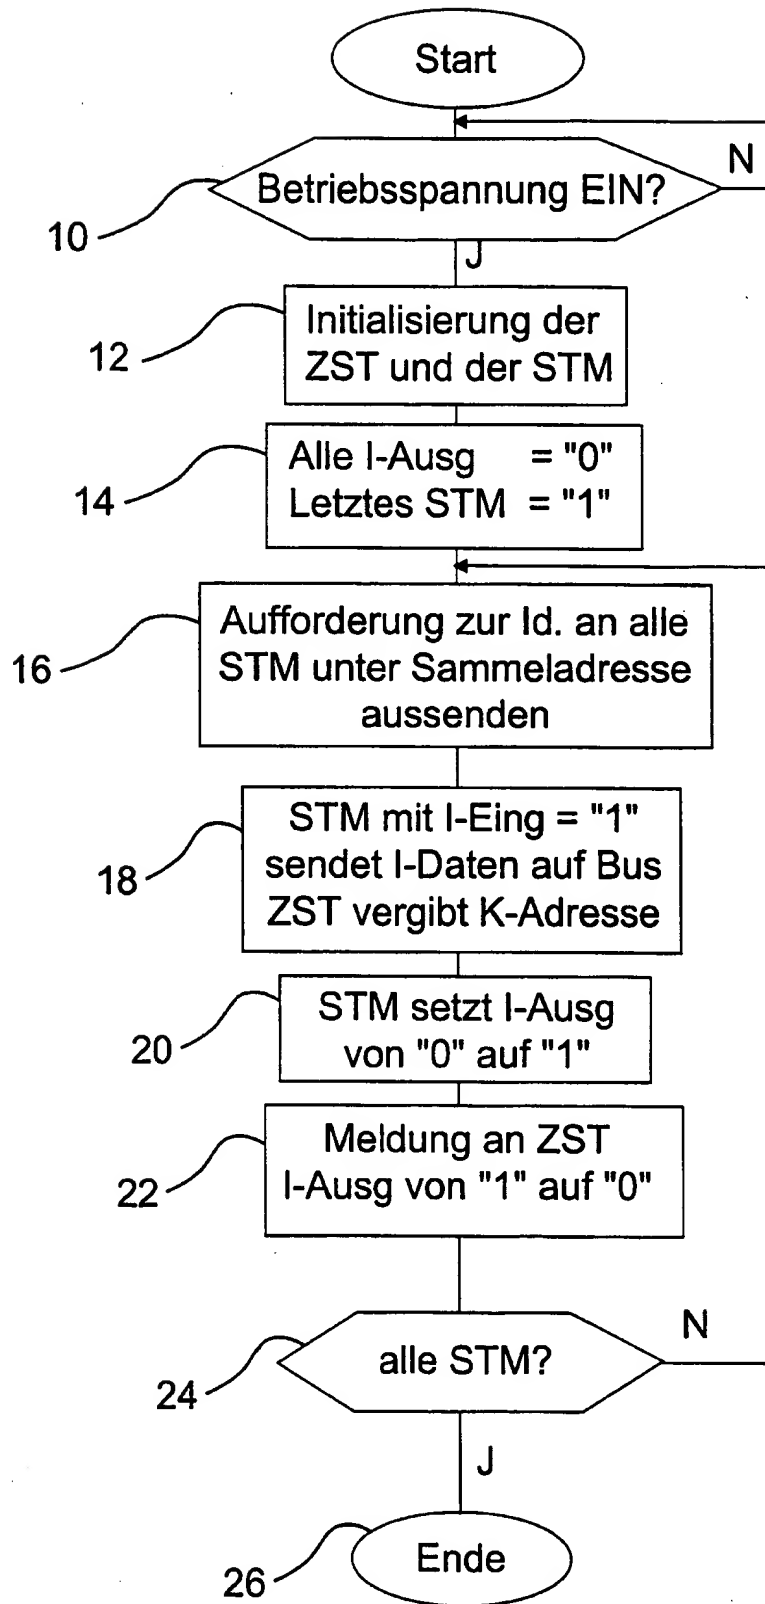 Start
N
Betriebsspannung EIN?
10
J
Initialisierung der
ZST und der STM
12
Alle I-Ausg = "0"
Letztes STM = "1"
14
Aufforderung zur Id. an alle
STM unter Sammeladresse
aussenden
16
STM mit I-Eing = "1"
sendet I-Daten auf Bus
ZST vergibt K-Adresse
18
STM setzt I-Ausg
von "0" auf "1"
20
Meldung an ZST
I-Ausg von "1" auf "0"
22
N
alle STM?
24
J
Ende
26